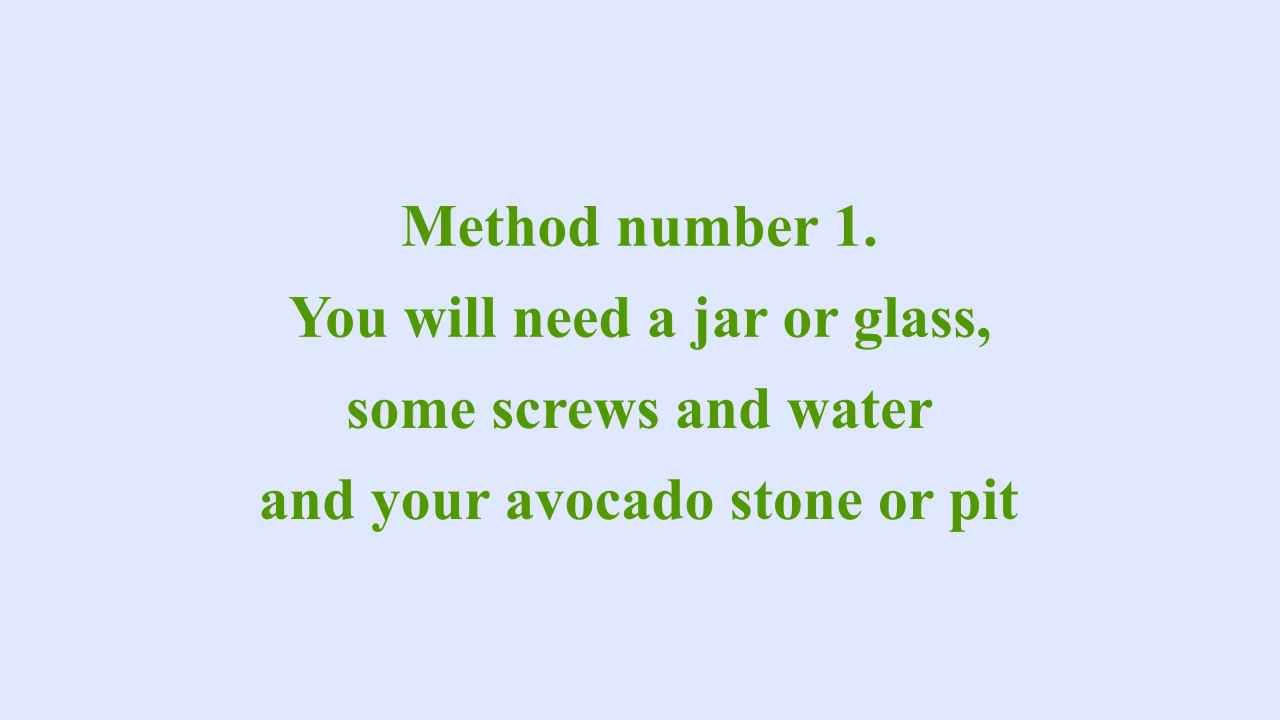 Method number 1.
You will need a jar or glass,
some screws and water
and your avocado stone or pit